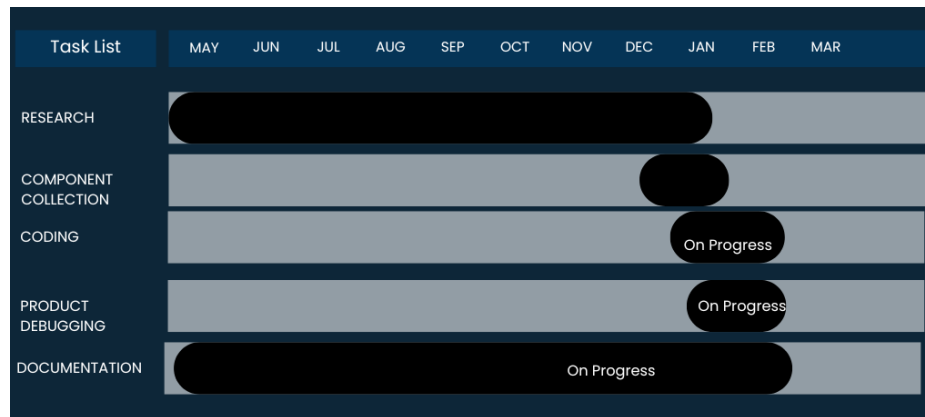 Task List MAY JUN JUL AUG SEP OCT NOV DEC JAN FEB MAR
RESEARCH
COMPONENT
COLLECTION
CODING
On Progress
PRODUCT
DEBUGGING
On Progress
DOCUMENTATION
On Progress